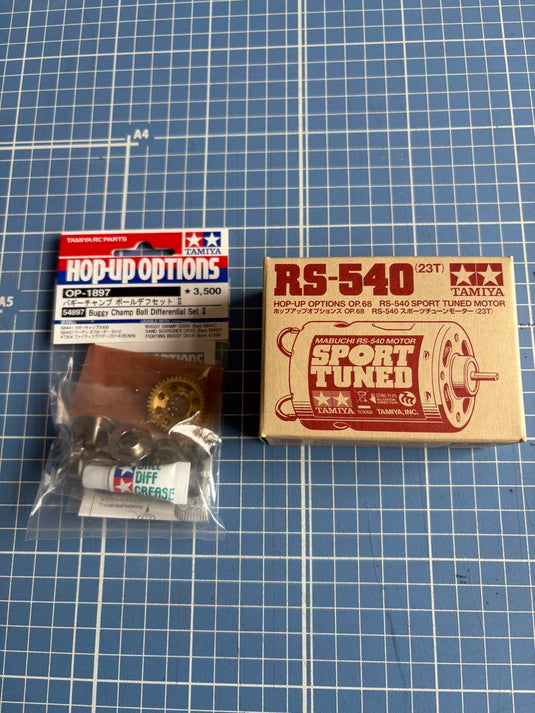 A4
A5
TAMIYA RC PARTS
TAMIYA
HOP-UP OPTIONS
OP-1897
★3,500
バギーチャンプ ボールデフセット II
54897 Buggy Champ Ball Differential Set II
BALL
DIFF
GREASE
RS-540 (23T)
TAMIYA
HOP-UP OPTIONS OP.68 RS-540 SPORT TUNED MOTOR
ホップアップオプションズ OP.68 RS-540 スポーツチューンモーター (23T)
MABUCHI RS-540 MOTOR
SPORT
TUNED
TAMIYA
53068
TAMIYA, INC.